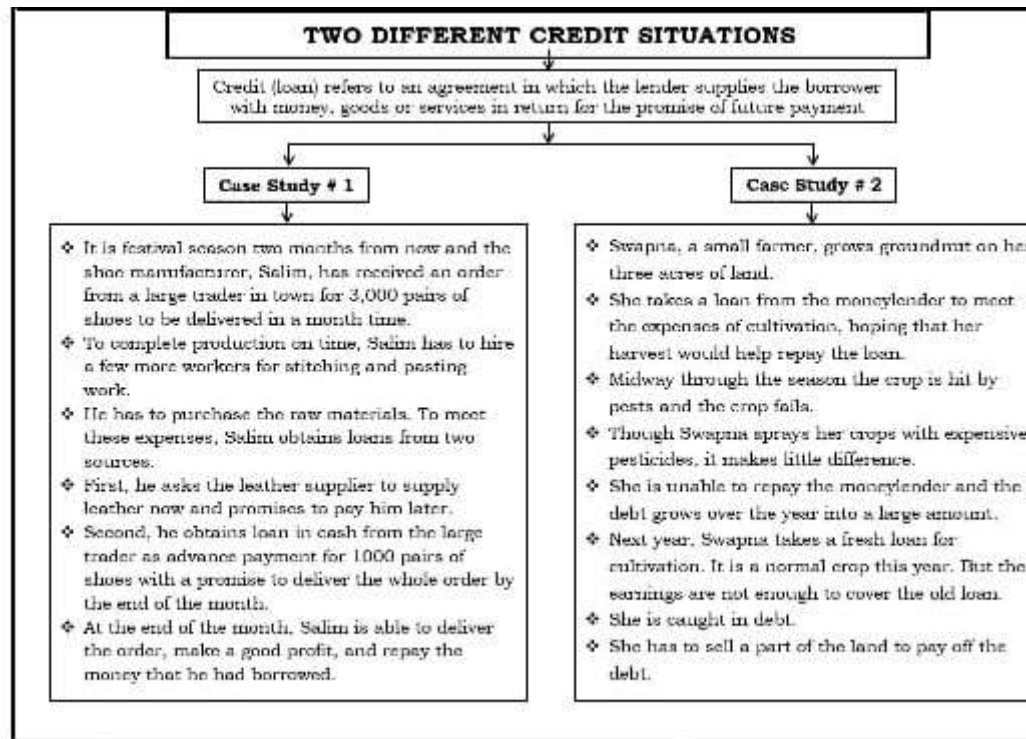 TWO DIFFERENT CREDIT SITUATIONS
Credit (loan) refers to an agreement in which the lender supplies the borrower
with money, goods or services in return for the promise of future payment
Case Study # 1
❖ It is festival season two months from now and the
shoe manufacturer, Salim, has received an order
from a large trader in town for 3,000 pairs of
shoes to be delivered in a month time.
❖ To complete production on time, Salim has to hire
a few more workers for stitching and pasting
work.
❖ He has to purchase the raw materials. To meet
these expenses, Salim obtains loans from two
sources.
❖ First, he asks the leather supplier to supply
leather now and promises to pay him later.
❖ Second, he obtains loan in cash from the large
trader as advance payment for 1000 pairs of
shoes with a promise to deliver the whole order by
the end of the month.
❖ At the end of the month, Salim is able to deliver
the order, make a good profit, and repay the
money that he had borrowed.
Case Study # 2
❖ Swapna, a small farmer, grows groundnut on he
three acres of land.
❖ She takes a loan from the moneylender to meet
the expenses of cultivation, hoping that her
harvest would help repay the loan.
❖ Midway through the season the crop is hit by
pests and the crop fails.
❖ Though Swapna sprays her crops with expensive
pesticides, it makes little difference.
❖ She is unable to repay the moneylender and the
debt grows over the year into a large amount.
❖ Next year, Swapna takes a fresh loan for
cultivation. It is a normal crop this year. But the
earnings are not enough to cover the old loan.
❖ She is caught in debt.
❖ She has to sell a part of the land to pay off the
debt.